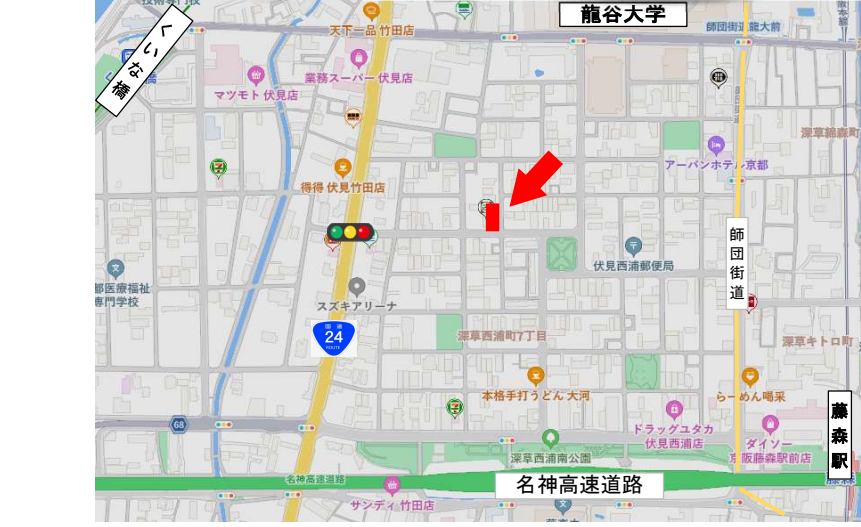 天下一品 竹田店
龍谷大学
師団街道龍大前
くいな橋
業務スーパー 伏見店
マツモト 伏見店
深草綿森町
アーバンホテル京都
得得 伏見竹田店
師団街道
伏見西浦郵便局
都医療福祉
専門学校
スズキアリーナ
国道
24
ROUTE
深草西浦町7丁目
深草キトロ町
本格手打うどん 大河
らーめん喝采
藤森駅
68
ドラッグユタカ
伏見西浦店
ダイソー
京阪藤森駅前店
深草西浦南公園
名神高速道路
名神高速道路
サンディ 竹田店